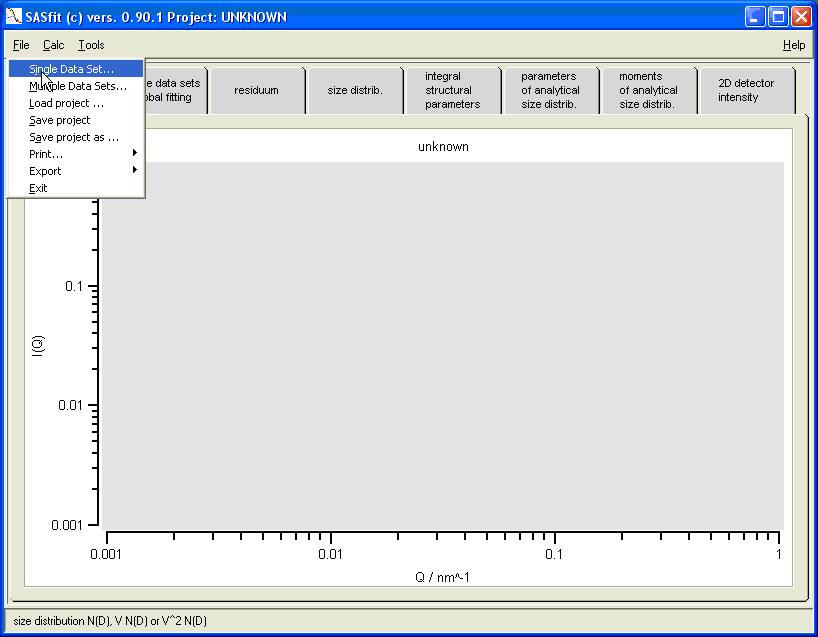 SASfit (c) vers. 0.90.1 Project: UNKNOWN
File Calc Tools Help
Single Data Set...
Multiple Data Sets...
Load project ...
Save project
Save project as ...
Print...
Export
Exit
data sets
fitting
residuum
size distrib.
integral
structural
parameters
parameters
of analytical
size distrib.
moments
of analytical
size distrib.
2D detector
intensity
unknown
I(Q)
0.1
0.01
0.001
0.001 0.01 0.1 1
Q / nm^-1
size distribution N(D), V N(D) or V^2 N(D)